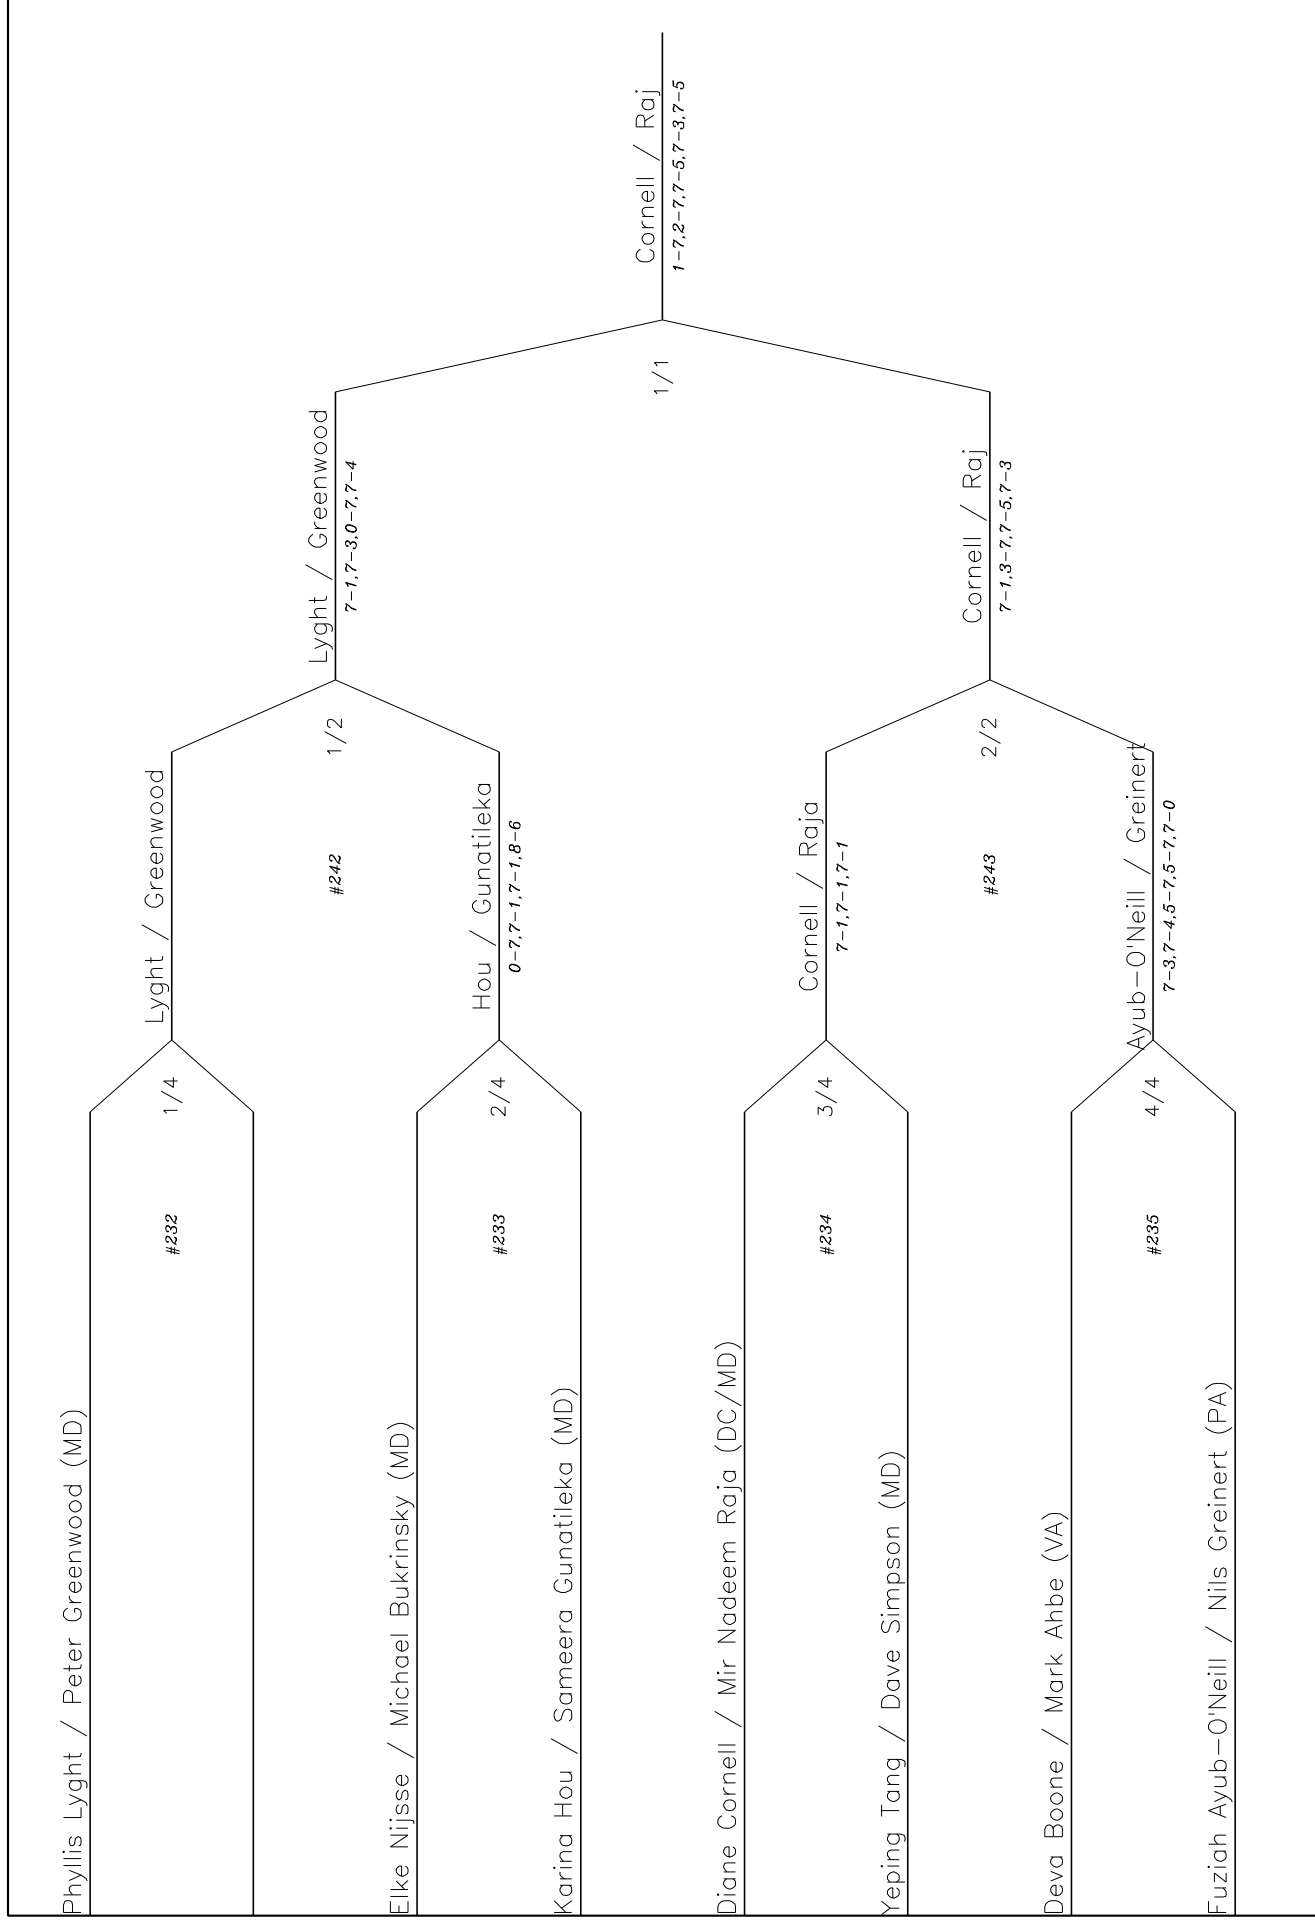 Phyllis Lyght / Peter Greenwood (MD)
#232
1/4
Elke Nijsse / Michael Bukrinsky (MD)
#233
2/4
Karina Hou / Sameera Gunatileka (MD)
Diane Cornell / Mir Nadeem Raja (DC/MD)
#234
3/4
Yeping Tang / Dave Simpson (MD)
Deva Boone / Mark Ahbe (VA)
#235
4/4
Fuziah Ayub-O'Neill / Nils Greinert (PA)
Lyght / Greenwood
#242
1/2
Hou / Gunatileka
0-7,7-1,7-1,8-6
Cornell / Raja
7-1,7-1,7-1
#243
2/2
Ayub-O'Neill / Greinert
7-3,7-4,5-7,5-7,7-0
Lyght / Greenwood
7-1,7-3,0-7,7-4
1/1
Cornell / Raj
7-1,3-7,7-5,7-3
Cornell / Raj
1-7,2-7,7-5,7-3,7-5